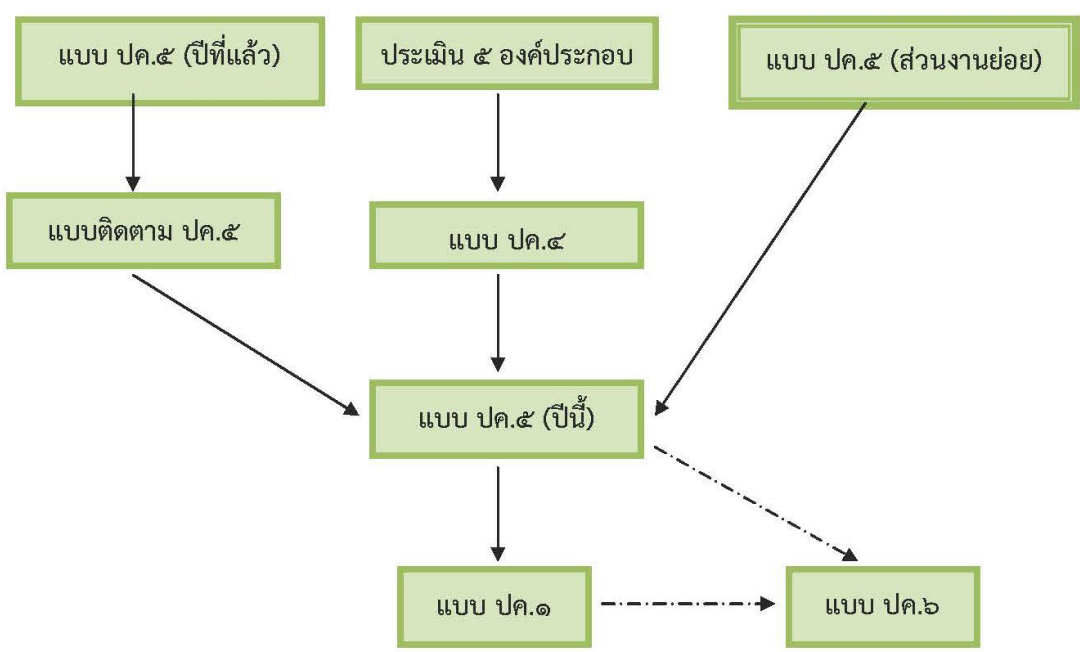 แบบ ปค.๕ (ปีที่แล้ว)
ประเมิน ๕ องค์ประกอบ
แบบ ปค.๕ (ส่วนงานย่อย)
แบบติดตาม ปค.๕
แบบ ปค.๔
แบบ ปค.๕ (ปีนี้)
แบบ ปค.๑
แบบ ปค.๖